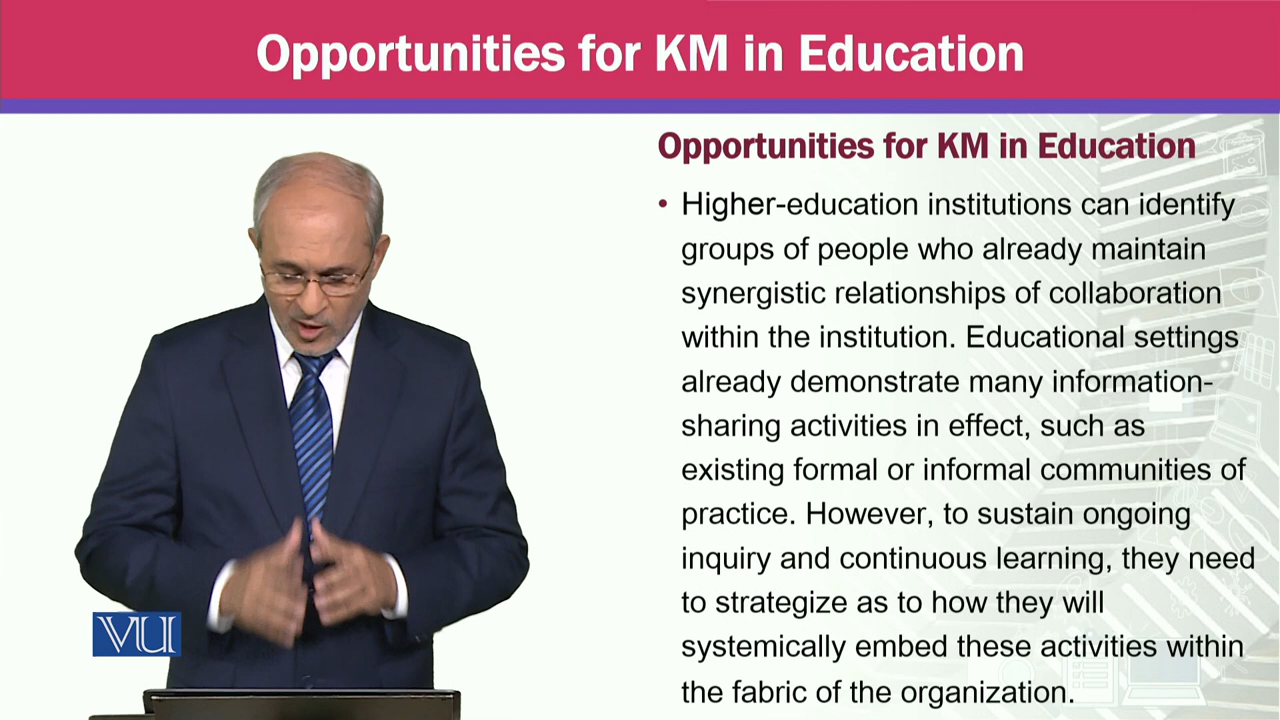 Opportunities for KM in Education
Opportunities for KM in Education
• Higher-education institutions can identify
groups of people who already maintain
synergistic relationships of collaboration
within the institution. Educational settings
already demonstrate many information-
sharing activities in effect, such as
existing formal or informal communities of
practice. However, to sustain ongoing
inquiry and continuous learning, they need
to strategize as to how they will
systemically embed these activities within
the fabric of the organization.
VU